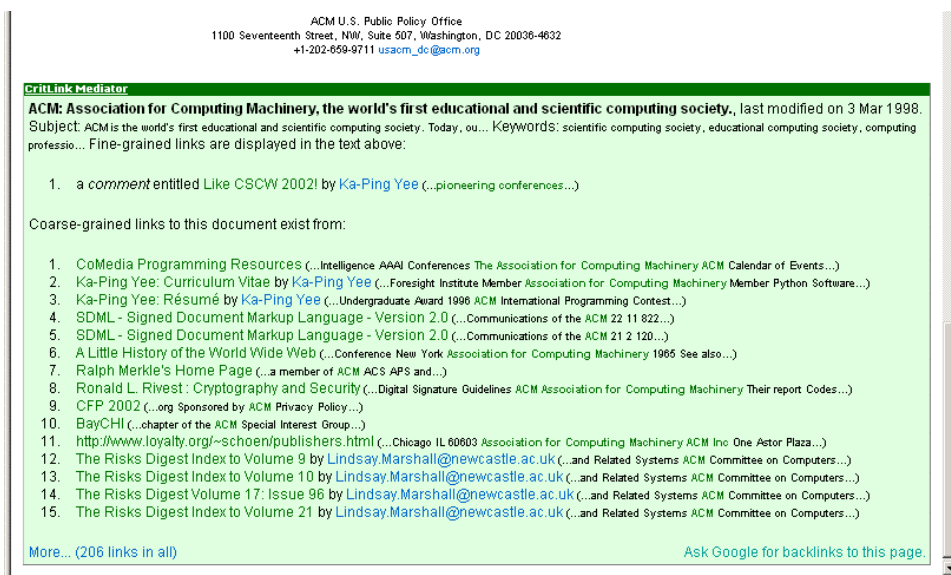 ACM U.S. Public Policy Office
1100 Seventeenth Street, NW, Suite 507, Washington, DC 20036-4632
+1-202-659-9711 usacm_dc@acm.org
CritLink Mediator
ACM: Association for Computing Machinery, the world's first educational and scientific computing society., last modified on 3 Mar 1998.
Subject: ACM is the world's first educational and scientific computing society. Today, ou... Keywords: scientific computing society, educational computing society, computing
professio... Fine-grained links are displayed in the text above:
1. a comment entitled Like CSCW 2002! by Ka-Ping Yee (...pioneering conferences...)
Coarse-grained links to this document exist from:
1. CoMedia Programming Resources (...Intelligence AAAI Conferences The Association for Computing Machinery ACM Calendar of Events...)
2. Ka-Ping Yee: Curriculum Vitae by Ka-Ping Yee (...Foresight Institute Member Association for Computing Machinery Member Python Software...)
3. Ka-Ping Yee: Résumé by Ka-Ping Yee (...Undergraduate Award 1996 ACM International Programming Contest...)
4. SDML - Signed Document Markup Language - Version 2.0 (...Communications of the ACM 22 11 822...)
5. SDML - Signed Document Markup Language - Version 2.0 (...Communications of the ACM 21 2 120...)
6. A Little History of the World Wide Web (...Conference New York Association for Computing Machinery 1965 See also...)
7. Ralph Merkle's Home Page (...a member of ACM ACS APS and...)
8. Ronald L. Rivest : Cryptography and Security (...Digital Signature Guidelines ACM Association for Computing Machinery Their report Codes...)
9. CFP 2002 (...org Sponsored by ACM Privacy Policy...)
10. BayCHI (...chapter of the ACM Special Interest Group...)
11. http://www.loyalty.org/~schoen/publishers.html (...Chicago IL 60603 Association for Computing Machinery ACM Inc One Astor Plaza...)
12. The Risks Digest Index to Volume 9 by Lindsay.Marshall@newcastle.ac.uk (...and Related Systems ACM Committee on Computers...)
13. The Risks Digest Index to Volume 10 by Lindsay.Marshall@newcastle.ac.uk (...and Related Systems ACM Committee on Computers...)
14. The Risks Digest Volume 17: Issue 96 by Lindsay.Marshall@newcastle.ac.uk (...and Related Systems ACM Committee on Computers...)
15. The Risks Digest Index to Volume 21 by Lindsay.Marshall@newcastle.ac.uk (...and Related Systems ACM Committee on Computers...)
More... (206 links in all) Ask Google for backlinks to this page.